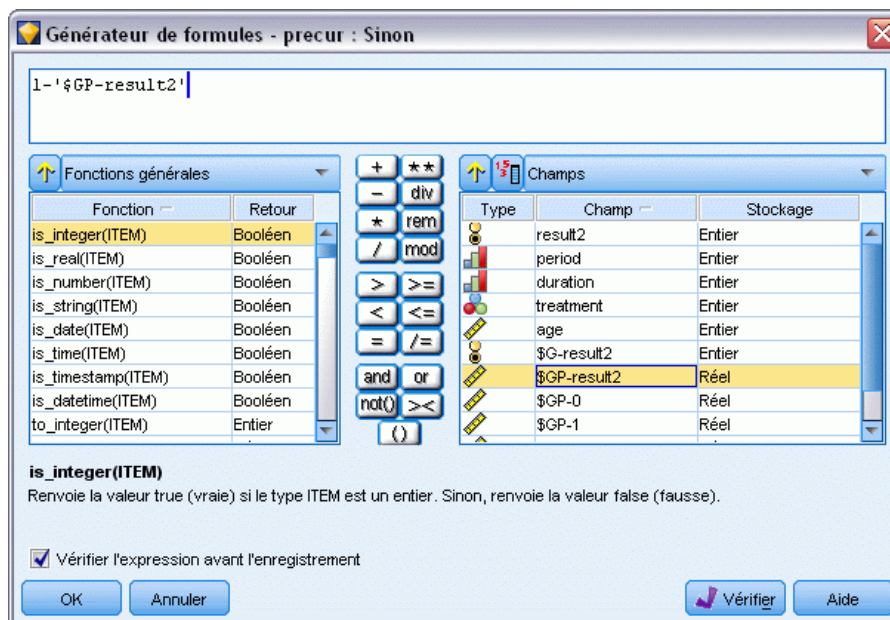 Générateur de formules - precur : Sinon
1-'$GP-result2'
Fonctions générales
Fonction Retour
is_integer(ITEM) Booléen
is_real(ITEM) Booléen
is_number(ITEM) Booléen
is_string(ITEM) Booléen
is_date(ITEM) Booléen
is_time(ITEM) Booléen
is_timestamp(ITEM) Booléen
is_datetime(ITEM) Booléen
to_integer(ITEM) Entier
+ **
- div
* rem
/ mod
> >=
< <=
= /=
and or
not() ><
()
Champs
Type Champ Stockage
result2 Entier
period Entier
duration Entier
treatment Entier
age Entier
$G-result2 Entier
$GP-result2 Réel
$GP-0 Réel
$GP-1 Réel
is_integer(ITEM)
Renvoie la valeur true (vraie) si le type ITEM est un entier. Sinon, renvoie la valeur false (fausse).
Vérifier l'expression avant l'enregistrement
OK Annuler Vérifier Aide